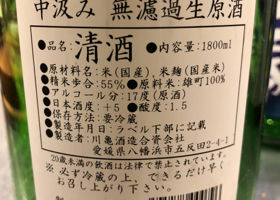 中汲み 無濾過生原酒
●品名:清酒 ●内容量:1800ml
●原材料名:米(国産)、米麹(国産米)
●精米歩合:55% ●原料米:雄町100%
●アルコール分:17度(原酒)
●日本酒度:+5 ●酸度:1.5
●保存方法:要冷蔵
●製造年月日:ラベル下部に記載
●製造者:川亀酒造合資会社
愛媛県八幡浜市五反田2-4-1
20歳未満の飲酒は法律で禁止されています。
※必ず冷蔵の上、できるだけ早く、
お召し上がり下さい。